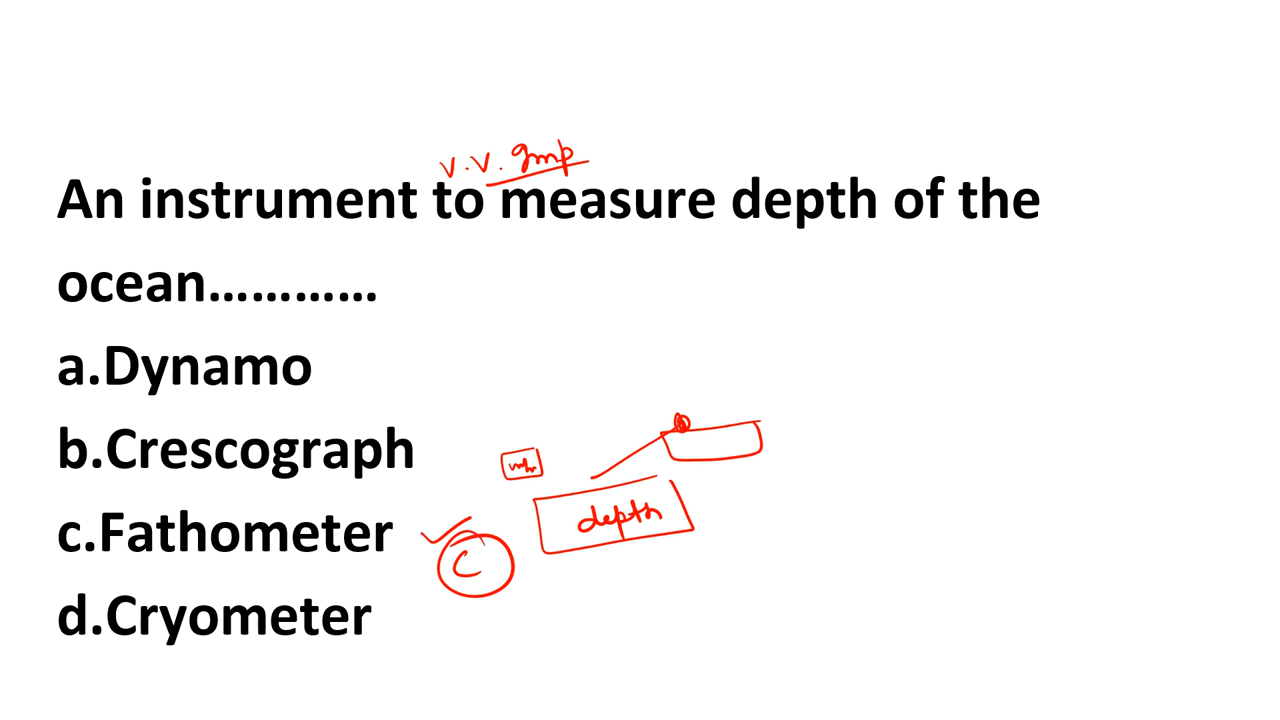 v.v. Imp
An instrument to measure depth of the
ocean…………
a.Dynamo
b.Crescograph
c.Fathometer
C
depth
d.Cryometer